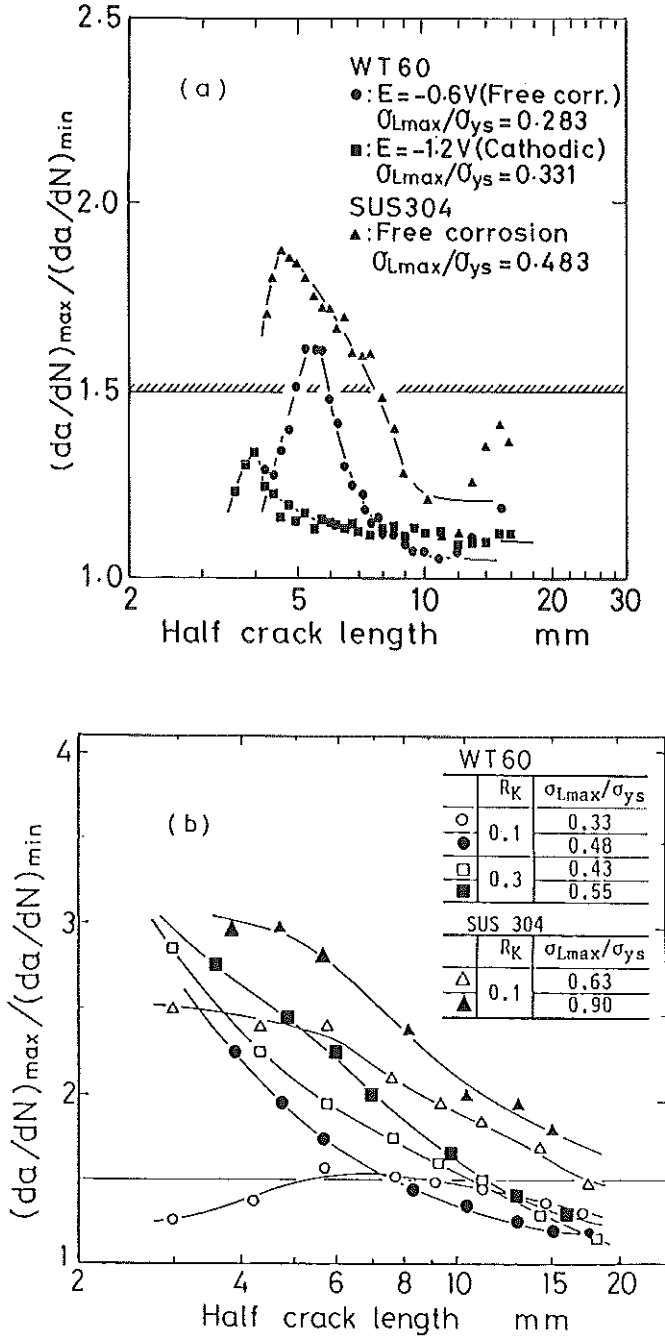 2.5
(a)
WT60
●: E=-0.6V(Free corr.)
σLmax/σys=0.283
■: E=-1.2V(Cathodic)
σLmax/σys=0.331
SUS304
▲: Free corrosion
σLmax/σys=0.483
2.0
1.5
1.0
(da/dN)max/(da/dN)min
2 5 10 20 30
Half crack length mm
4
(b)
WT60
RK σLmax/σys
○ 0.1 0.33
● 0.48
□ 0.3 0.43
■ 0.55
SUS 304
RK σLmax/σys
△ 0.1 0.63
▲ 0.90
3
2
1
(da/dN)max/(da/dN)min
2 4 6 8 10 20
Half crack length mm